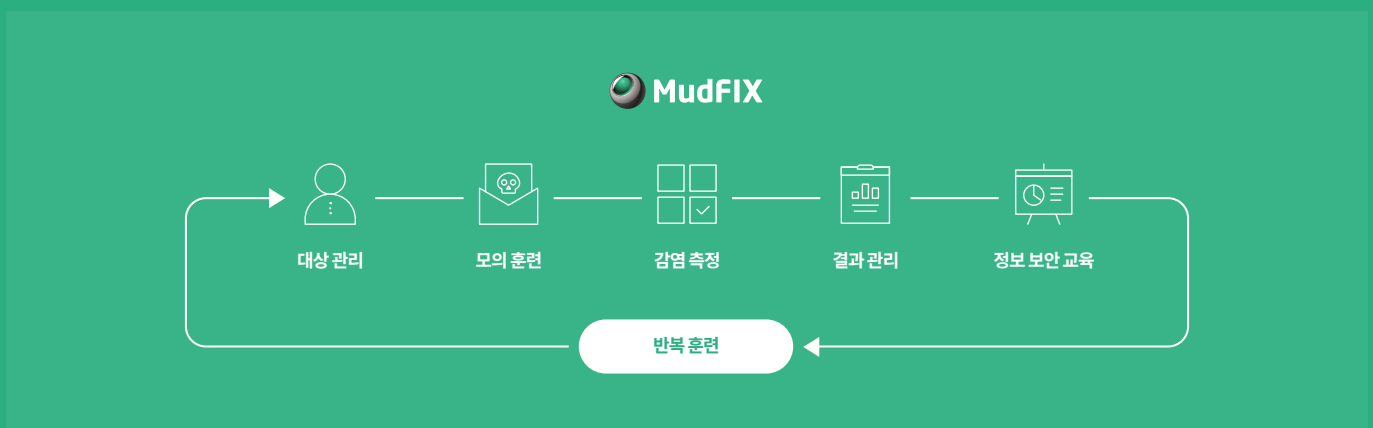 MudFIX
대상 관리
모의 훈련
감염 측정
결과 관리
정보 보안 교육
반복 훈련